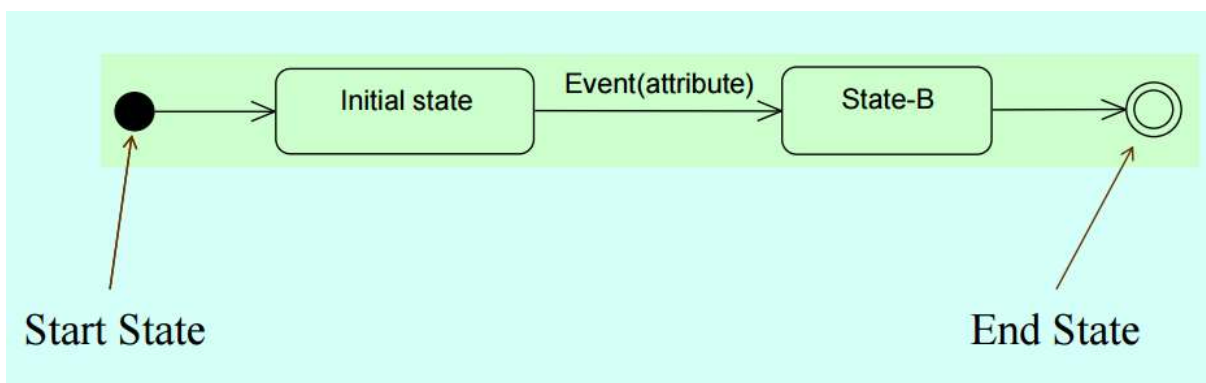 Initial state
Event(attribute)
State-B
Start State
End State